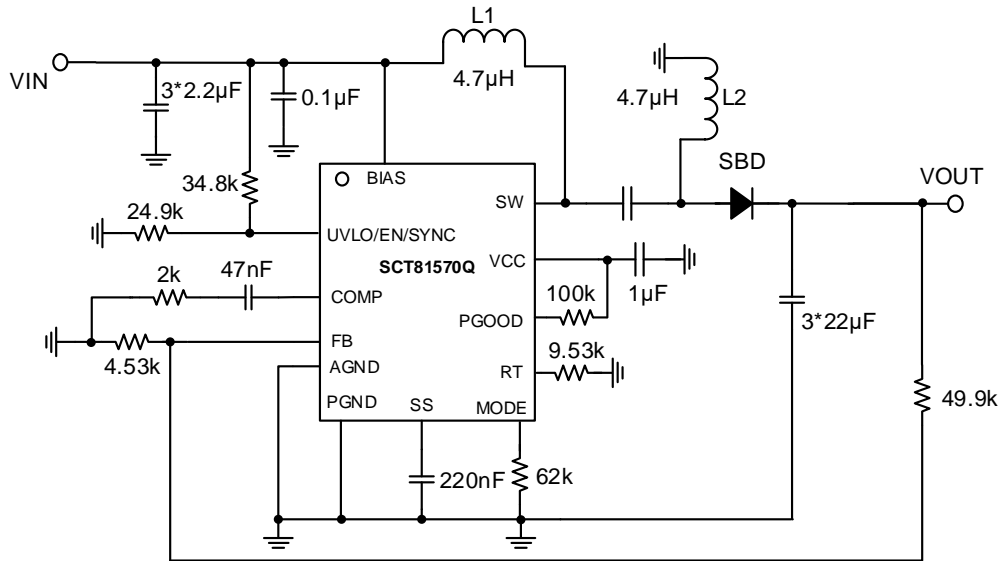 L1
VIN
4.7µH
3*2.2µF
0.1µF
4.7µH
L2
SBD
34.8k
BIAS
VOUT
24.9k
SW
UVLO/EN/SYNC
SCT81570Q
VCC
2k
47nF
COMP
100k
1µF
PGOOD
3*22µF
FB
4.53k
AGND
RT
9.53k
PGND
SS
MODE
49.9k
220nF
62k